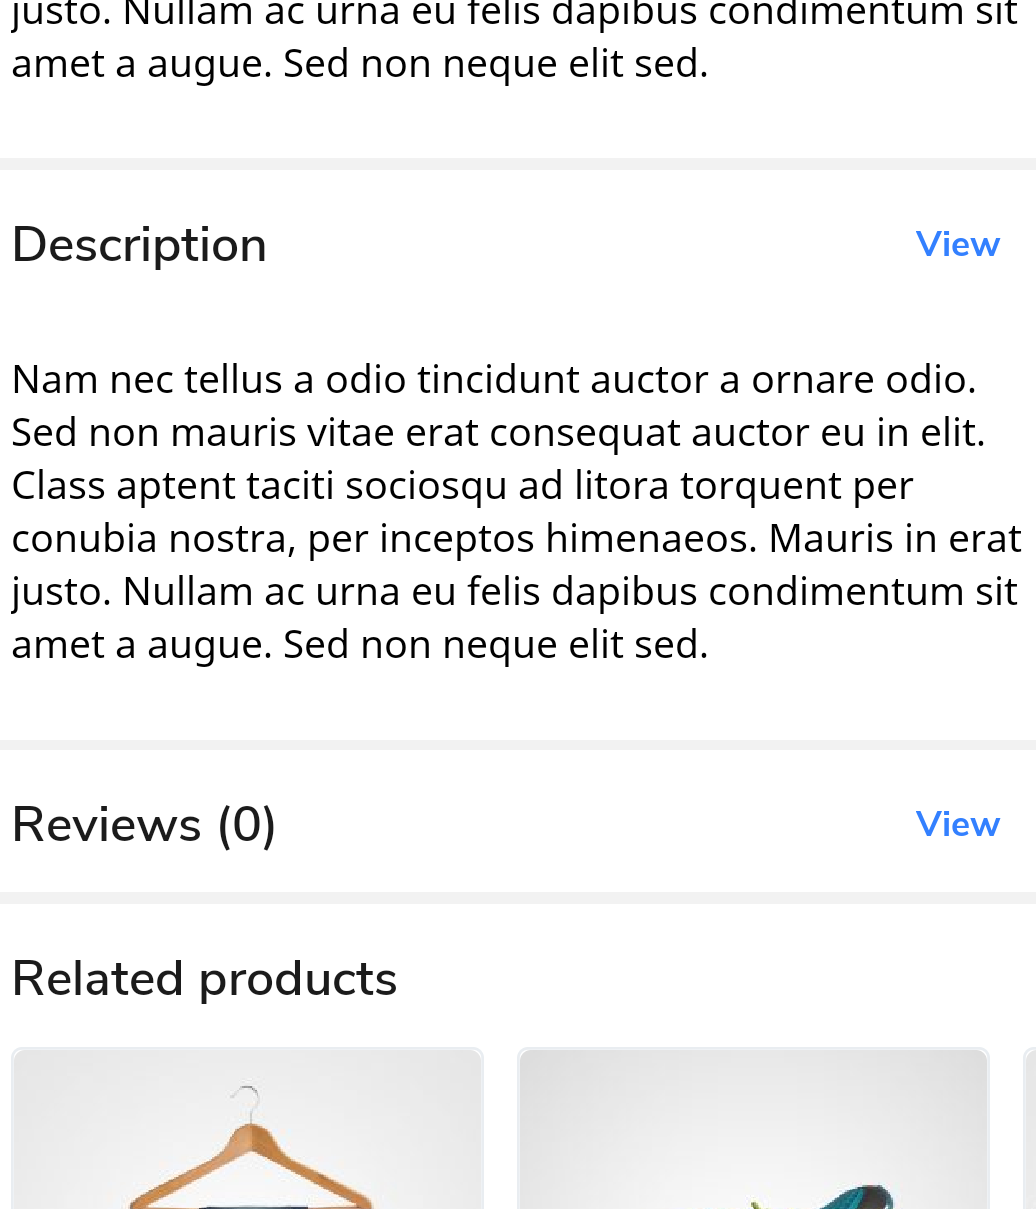 justo. Nullam ac urna eu felis dapibus condimentum sit
amet a augue. Sed non neque elit sed.
Description
View
Nam nec tellus a odio tincidunt auctor a ornare odio.
Sed non mauris vitae erat consequat auctor eu in elit.
Class aptent taciti sociosqu ad litora torquent per
conubia nostra, per inceptos himenaeos. Mauris in erat
justo. Nullam ac urna eu felis dapibus condimentum sit
amet a augue. Sed non neque elit sed.
Reviews (0)
View
Related products